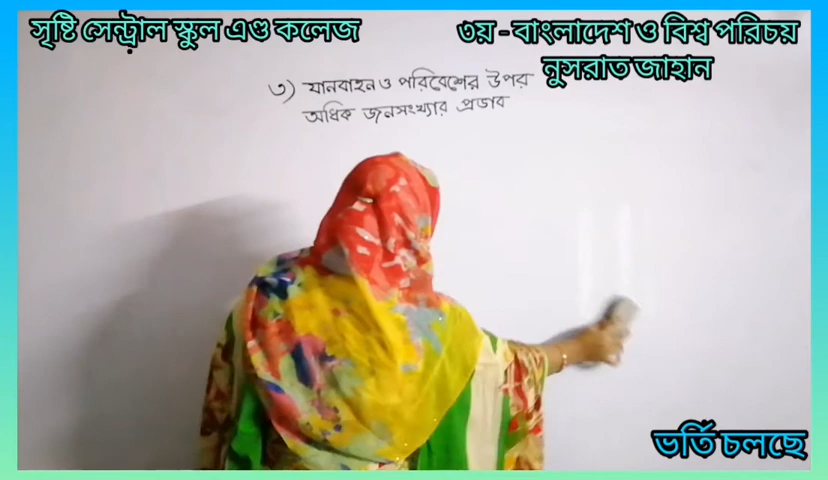 সৃষ্টি সেন্ট্রাল স্কুল এণ্ড কলেজ
৩য় - বাংলাদেশ ও বিশ্ব পরিচয়
নুসরাত জাহান
৩) যানবাহন ও পরিবেশের উপর
অধিক জনসংখ্যার প্রভাব
ভর্তি চলছে